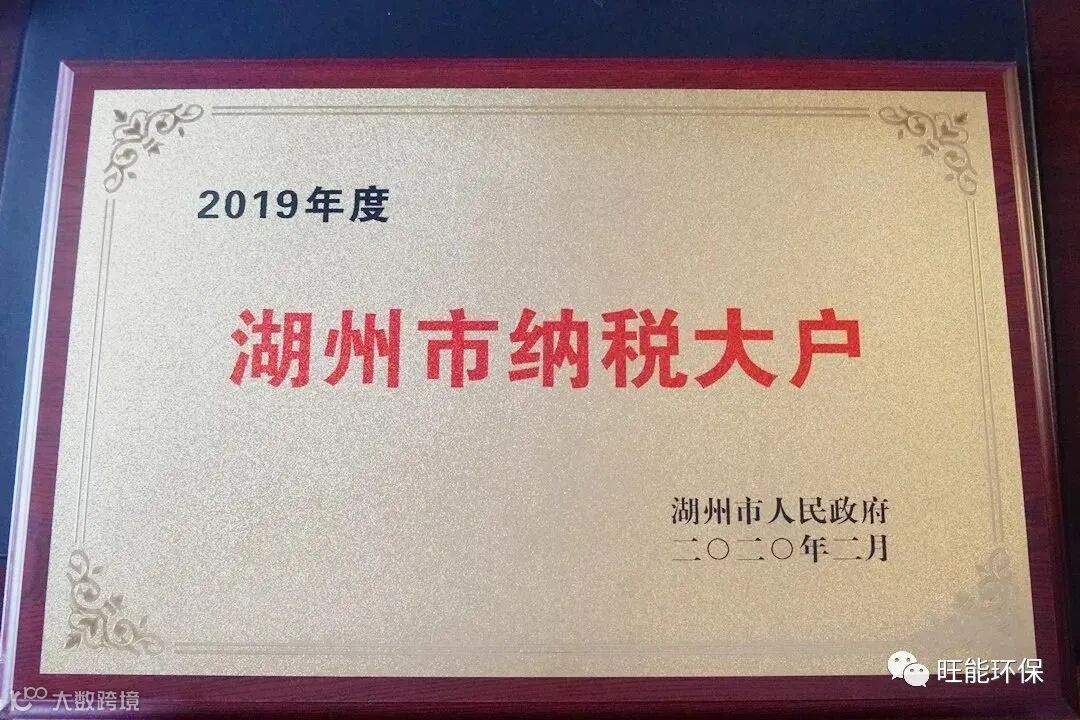 2019年度
湖州市纳税大户
湖州市人民政府
二〇二〇年二月
旺能环保
大数跨境